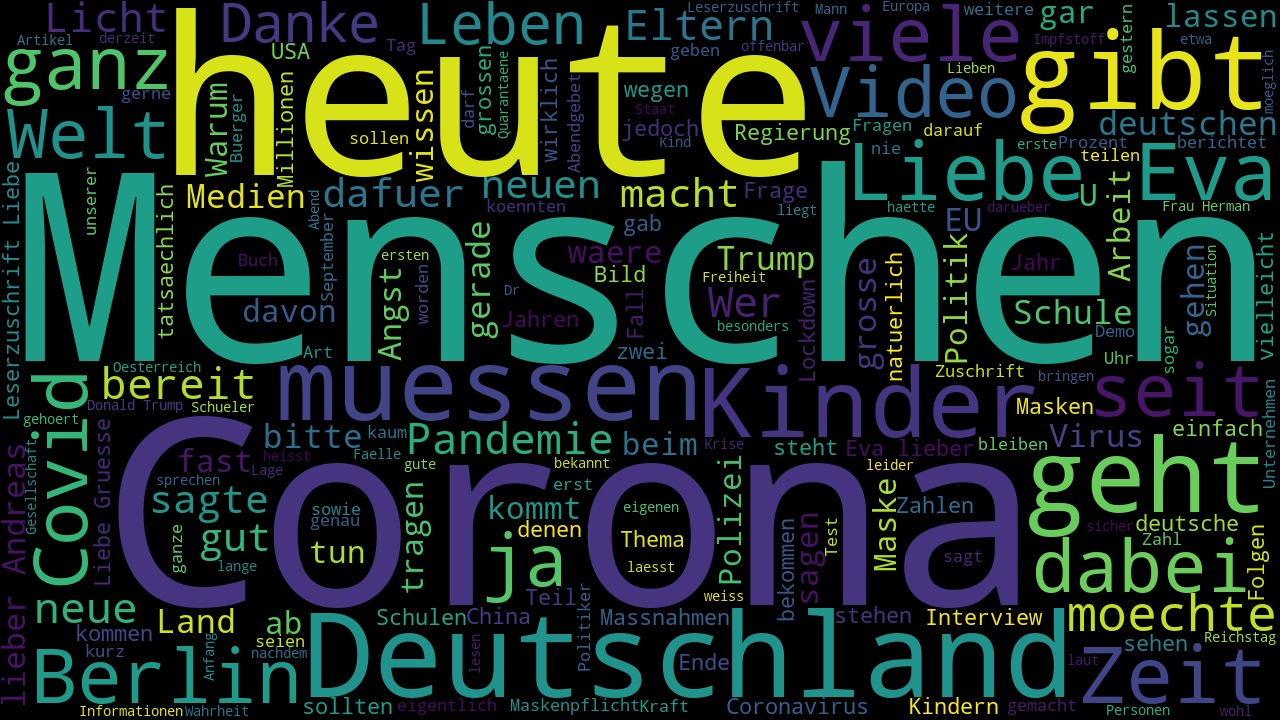 Licht
Danke
heute
Leben
Eltern
Leserzuschrift
Mann
Europa
weitere
gar
lassen
Artikel
derzeit
ganz
USA
Tag
geben
offenbar
viele
Impfstoff
gestern
etwa
gibt
gerne
Warum
Buerger
Millionen
sollen
Wissen
darf
grossen
Quarantaene
wirklich
Abendgebet
wegen
Staat
jedoch
Kind
Video
Lieben
moeglich
deutschen
Welt
Regierung
Fragen
darauf
nie
erste
Prozent
berichtet
teilen
Liebe
Eva
Medien
dafuer
neuen
koennten
macht
Frage
liegt
haette
U
darueber
Arbeit
Frau Herman
unserer
tatsaechlich
Menschen
Abend
September
gab
EU
Buch
davon
ersten
Angst
worden
gerade
Dr
Jahren
waere
Bild
Fall
Trump
Freiheit
Wer
besonders
Lockdown
grosse
natuerlich
Politik
Jahr
Schule
Demo
Uhr
sogar
gehen
Situation
vielleicht
Leserzuschrift Liebe
Art
zwei
Oesterreich
bereit
muessen
Kinder
Zuschrift
bringen
Masken
seit
Donald Trump
Schueler
gehoert
Covid
bitte
kaum
Pandemie
beim
Krise
steht
Eva lieber
bleiben
Virus
einfach
Unternehmen
fast
heisst
Lage
Faelle
gute
bekannt
leider
sprechen
Gesellschaft
Liebe Gruesse
lieber Andreas
sagte
Corona
sowie
genau
kommt
erst
eigenen
denen
Thema
Polizei
Zahlen
geht
sicher
deutsche
Zahl
ganze
gut
lange
tun
tragen
ja
laesst
weiss
bekommen
sagen
Test
Maske
sagt
dabei
Folgen
neue
Land
ab
Schulen
China
Teil
Politiker
Massnahmen
stehen
Interview
moechte
kommen
kurz
seien
nachdem
Anfang
Deutschland
lesen
Ende
laut
sehen
Reichstag
Berlin
Zeit
Informationen
Wahrheit
sollten
eigentlich
Maskenpflicht
Kraft
Coronavirus
Kindern
gemacht
Personen
wohl